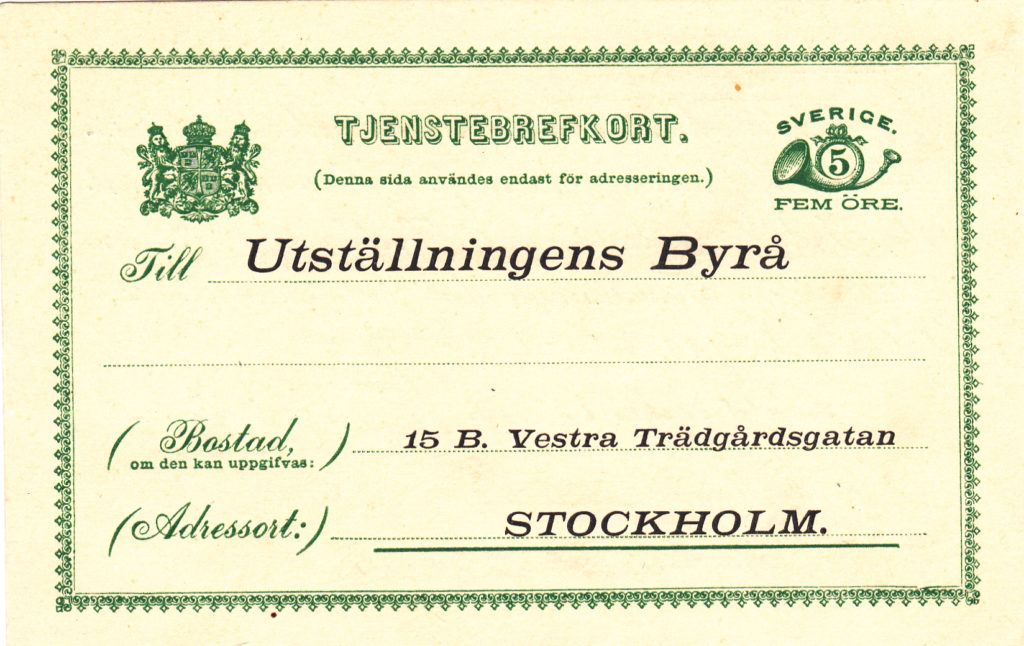 TJENSTEBREFKORT.
(Denna sida användes endast för adresseringen.)
SVERIGE.
5
FEM ÖRE.
Till Utställningens Byrå
(Bostad, om den kan uppgifvas:) 15 B. Vestra Trädgårdsgatan
(Adressort:) STOCKHOLM.